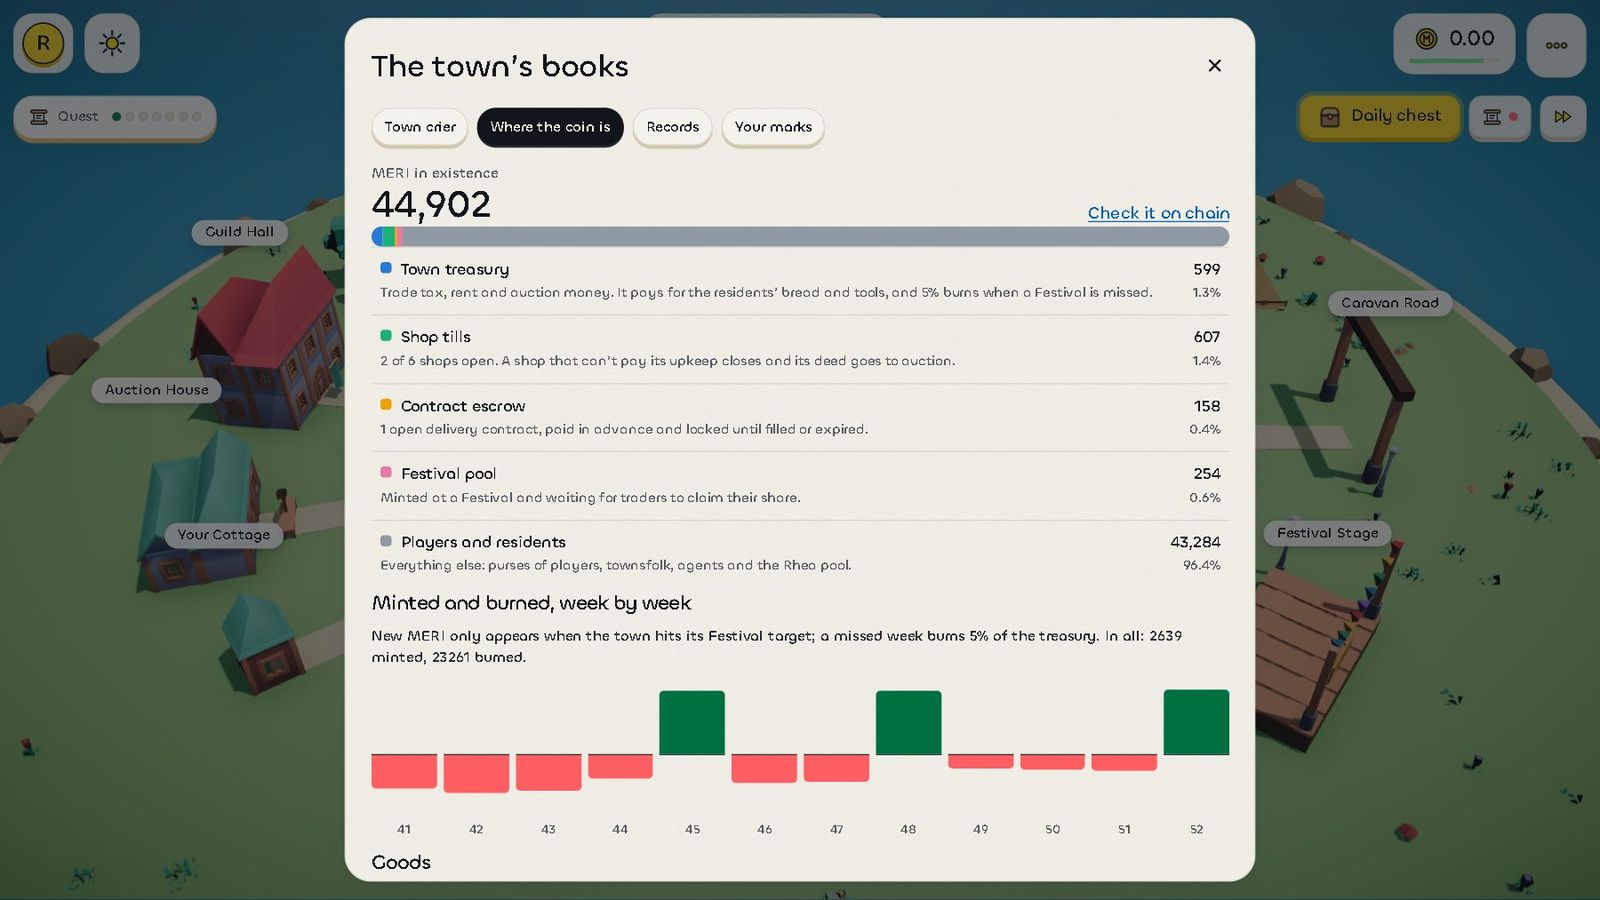 R
0.00
Quest
Daily chest
Guild Hall
Auction House
Your Cottage
Caravan Road
Festival Stage
The town's books
Town crier
Where the coin is
Records
Your marks
MERI in existence
44,902
Check it on chain
Town treasury
599
Trade tax, rent and auction money. It pays for the residents' bread and tools, and 5% burns when a Festival is missed.
1.3%
Shop tills
607
2 of 6 shops open. A shop that can't pay its upkeep closes and its deed goes to auction.
1.4%
Contract escrow
158
1 open delivery contract, paid in advance and locked until filled or expired.
0.4%
Festival pool
254
Minted at a Festival and waiting for traders to claim their share.
0.6%
Players and residents
43,284
Everything else: purses of players, townsfolk, agents and the Rhea pool.
96.4%
Minted and burned, week by week
New MERI only appears when the town hits its Festival target; a missed week burns 5% of the treasury. In all: 2639
minted, 23261 burned.
41 42 43 44 45 46 47 48 49 50 51 52
Goods